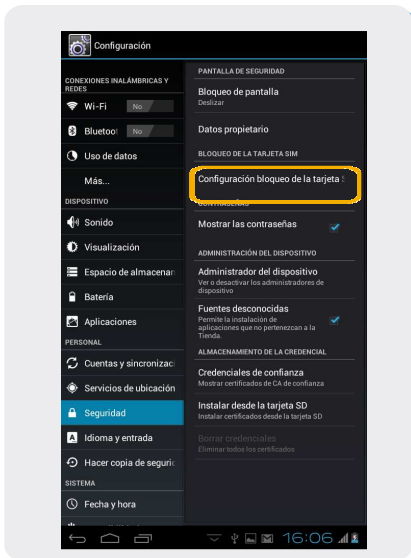 Configuración
CONEXIONES INALÁMBRICAS Y
REDES
Wi-Fi No
Bluetoo No
Uso de datos
Más...
DISPOSITIVO
Sonido
Visualización
Espacio de almacenan
Batería
Aplicaciones
PERSONAL
Cuentas y sincronizac
Servicios de ubicación
Seguridad
Idioma y entrada
Hacer copia de seguric
SISTEMA
Fecha y hora
PANTALLA DE SEGURIDAD
Bloqueo de pantalla
Deslizar
Datos propietario
BLOQUEO DE LA TARJETA SIM
Configuración bloqueo de la tarjeta S
CONTRASEÑAS
Mostrar las contraseñas
ADMINISTRACIÓN DEL DISPOSITIVO
Administrador del dispositivo
Ver o desactivar los administradores de
dispositivo
Fuentes desconocidas
Permite la instalación de
aplicaciones que no pertenezcan a la
Tienda.
ALMACENAMIENTO DE LA CREDENCIAL
Credenciales de confianza
Mostrar certificados de CA de confianza
Instalar desde la tarjeta SD
Instalar certificados desde la tarjeta SD
Borrar credenciales
Eliminar todos los certificados
16:06